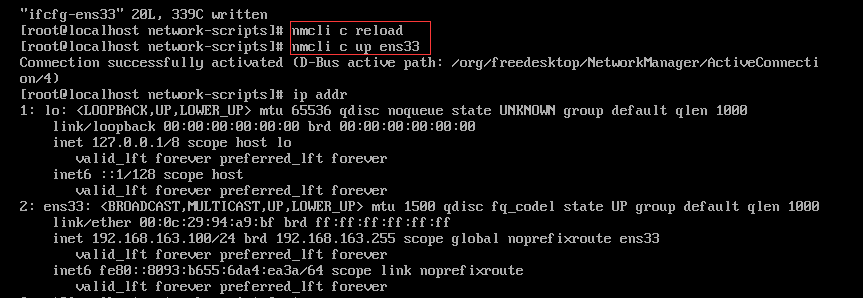 "ifcfg-ens33" 20L, 339C written
[root@localhost network-scripts]# nmcli c reload
[root@localhost network-scripts]# nmcli c up ens33
Connection successfully activated (D-Bus active path: /org/freedesktop/NetworkManager/ActiveConnecti
on/4)
[root@localhost network-scripts]# ip addr
1: lo: <LOOPBACK,UP,LOWER_UP> mtu 65536 qdisc noqueue state UNKNOWN group default qlen 1000
link/loopback 00:00:00:00:00:00 brd 00:00:00:00:00:00
inet 127.0.0.1/8 scope host lo
valid_lft forever preferred_lft forever
inet6 ::1/128 scope host
valid_lft forever preferred_lft forever
2: ens33: <BROADCAST,MULTICAST,UP,LOWER_UP> mtu 1500 qdisc fq_codel state UP group default qlen 1000
link/ether 00:0c:29:94:a9:bf brd ff:ff:ff:ff:ff:ff
inet 192.168.163.100/24 brd 192.168.163.255 scope global noprefixroute ens33
valid_lft forever preferred_lft forever
inet6 fe80::8093:b655:6da4:ea3a/64 scope link noprefixroute
valid_lft forever preferred_lft forever